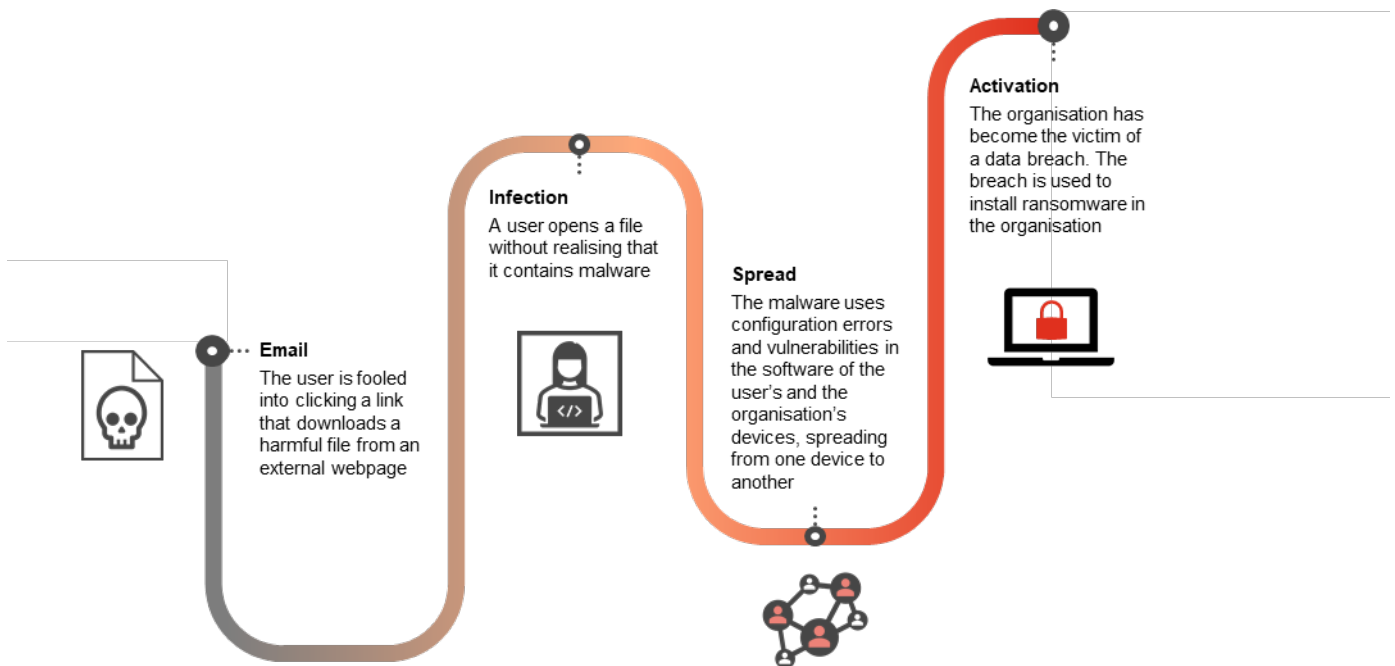 Email
The user is fooled
into clicking a link
that downloads a
harmful file from an
external webpage
Infection
A user opens a file
without realising that
it contains malware
</>
Spread
The malware uses
configuration errors
and vulnerabilities in
the software of the
user's and the
organisation's
devices, spreading
from one device to
another
Activation
The organisation has
become the victim of
a data breach. The
breach is used to
install ransomware in
the organisation